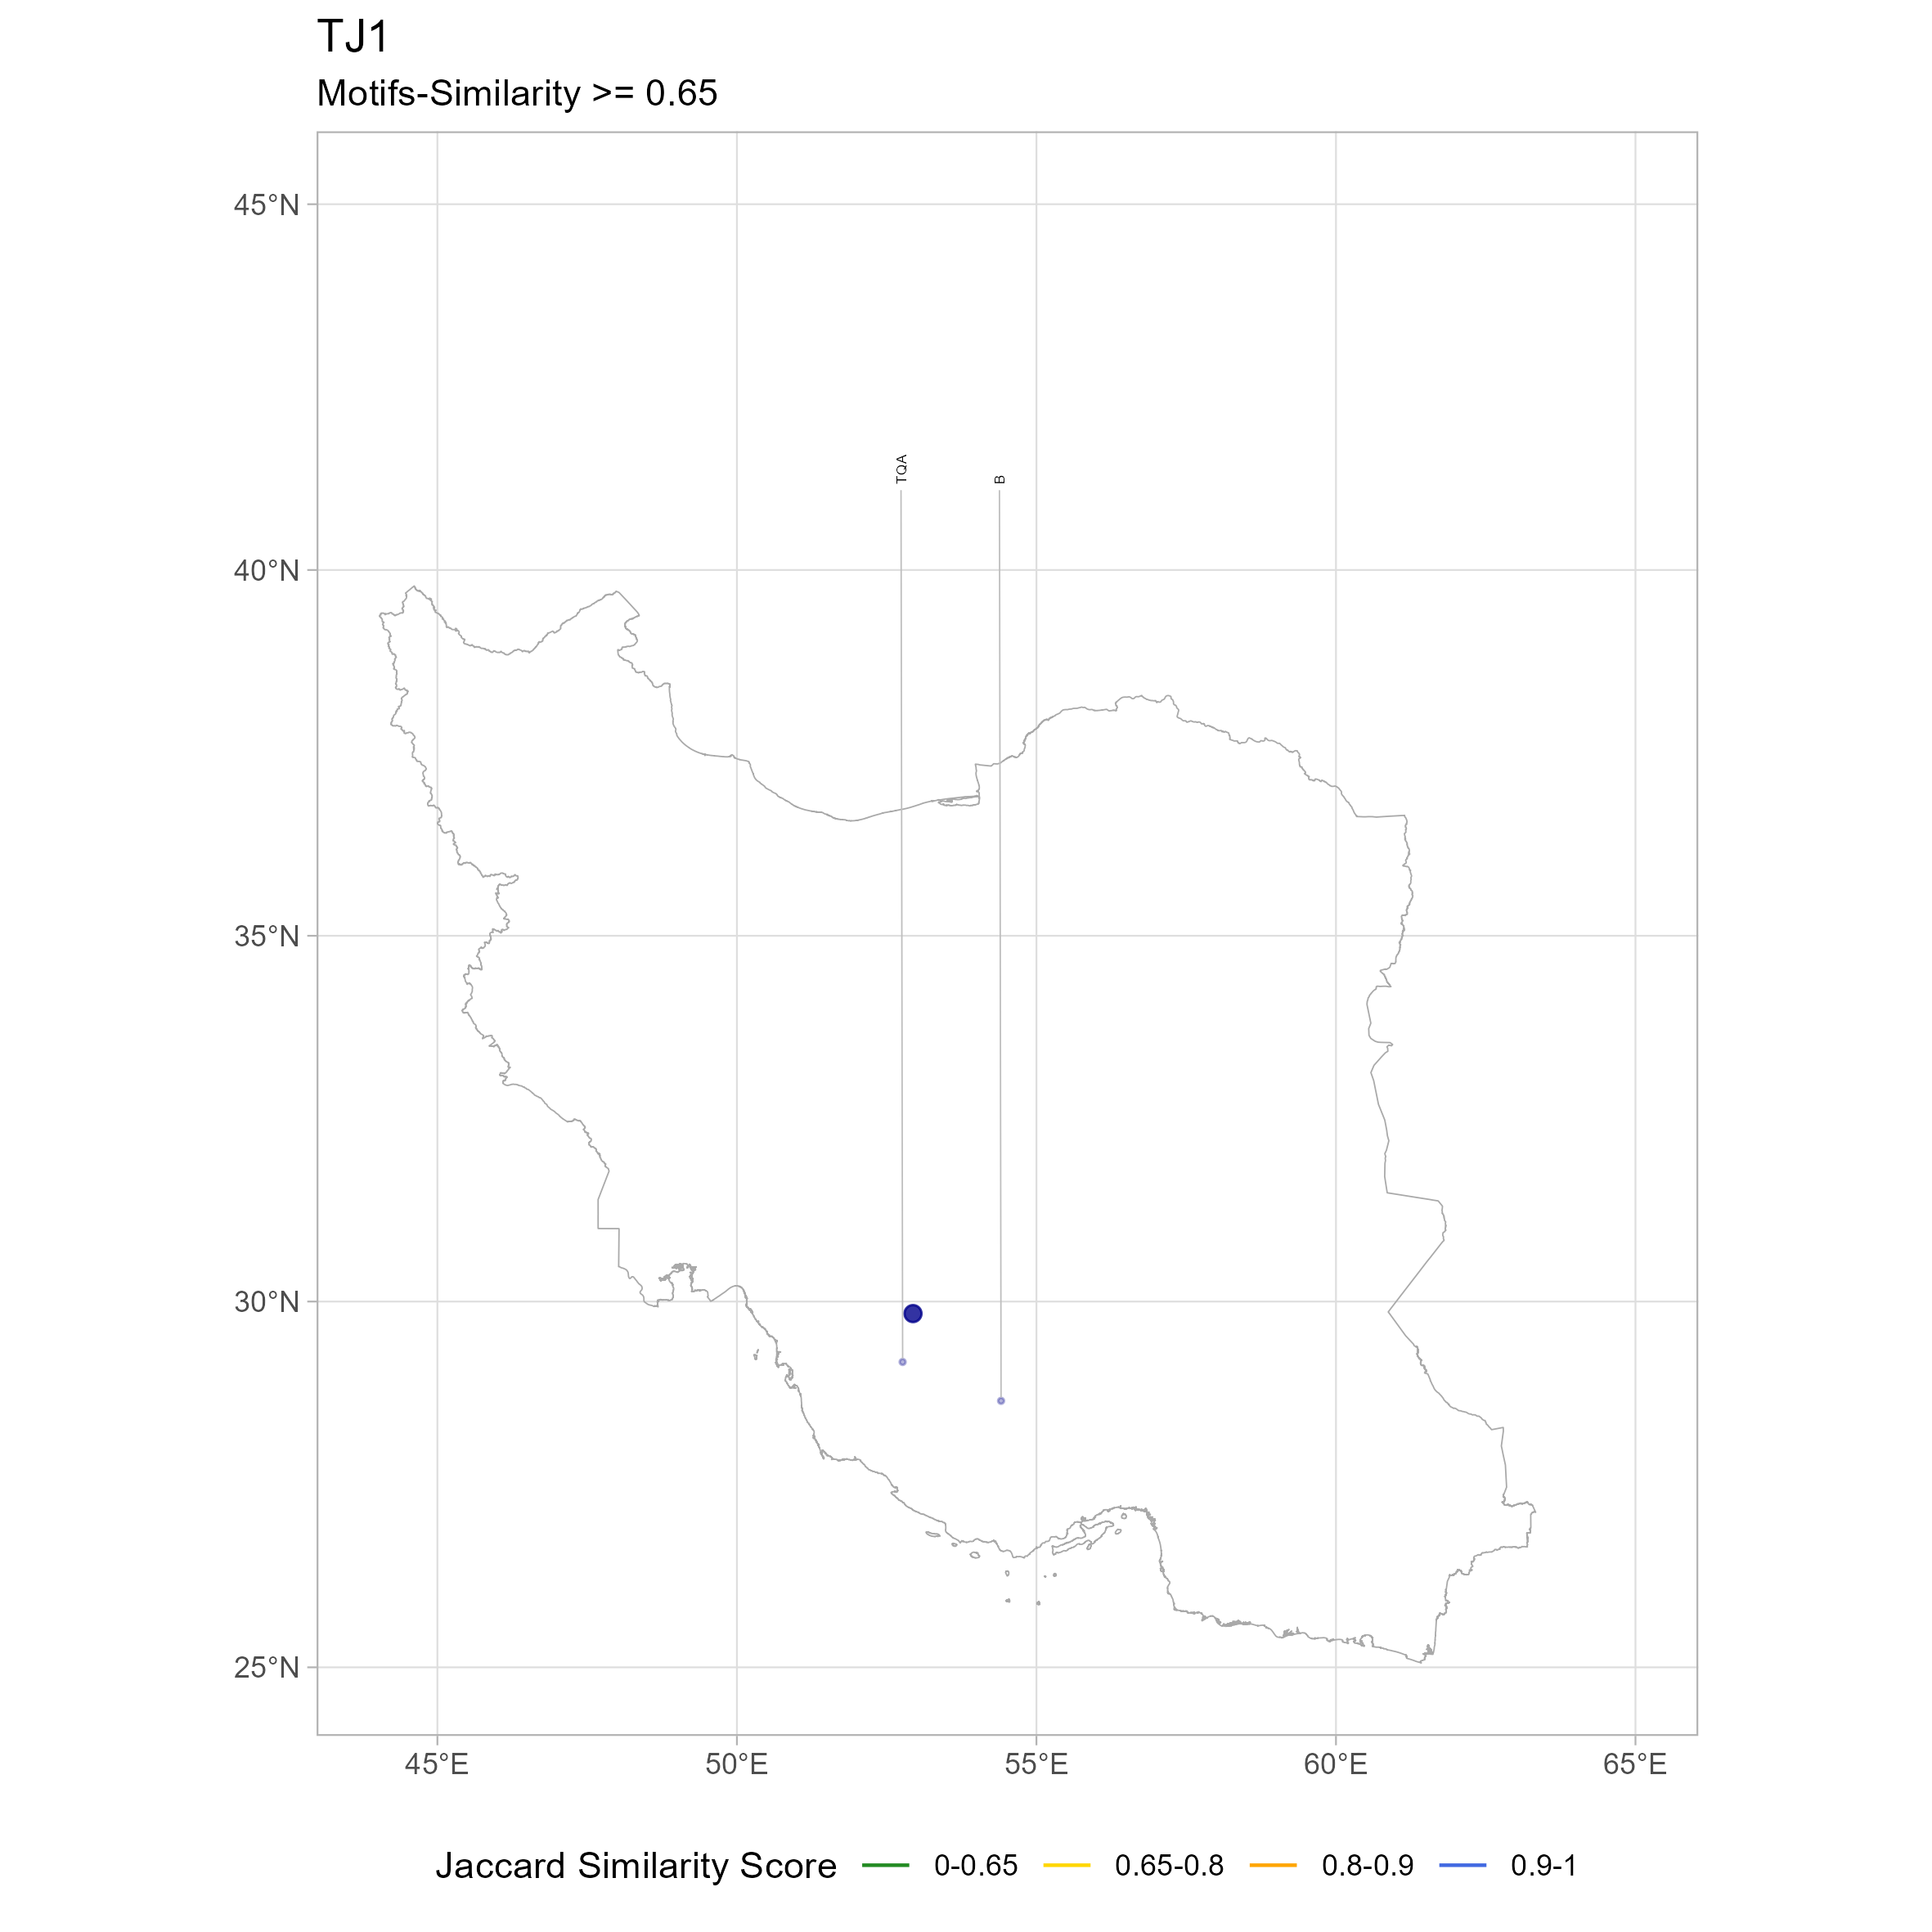 TJ1
Motifs-Similarity >= 0.65
45°N
TQA
B
40°N
35°N
30°N
25°N
45°E 50°E 55°E 60°E 65°E
Jaccard Similarity Score 0-0.65 0.65-0.8 0.8-0.9 0.9-1